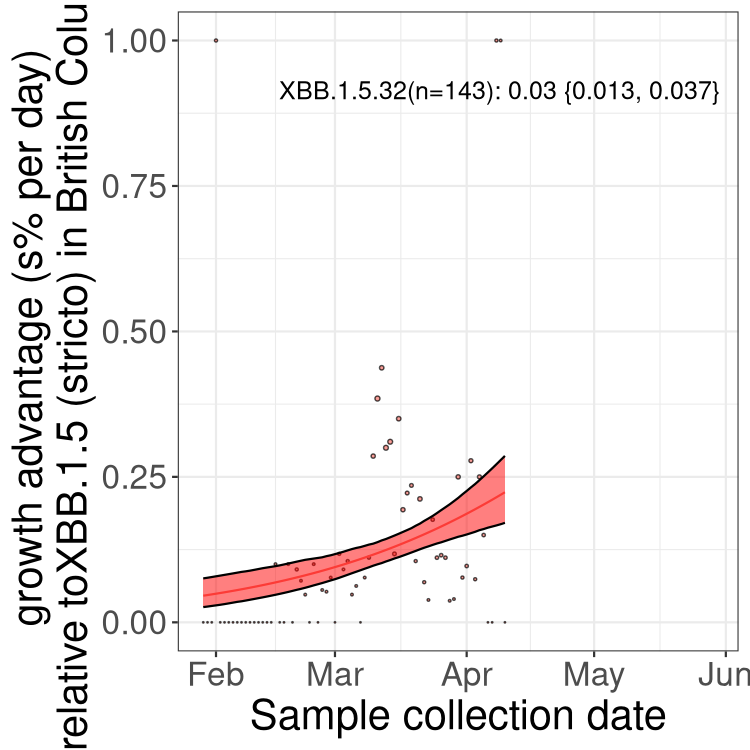 growth advantage (s% per day)
relative toXBB.1.5 (stricto) in British Colu
1.00
0.75
0.50
0.25
0.00
XBB.1.5.32(n=143): 0.03 {0.013, 0.037}
Feb Mar Apr May Jun
Sample collection date